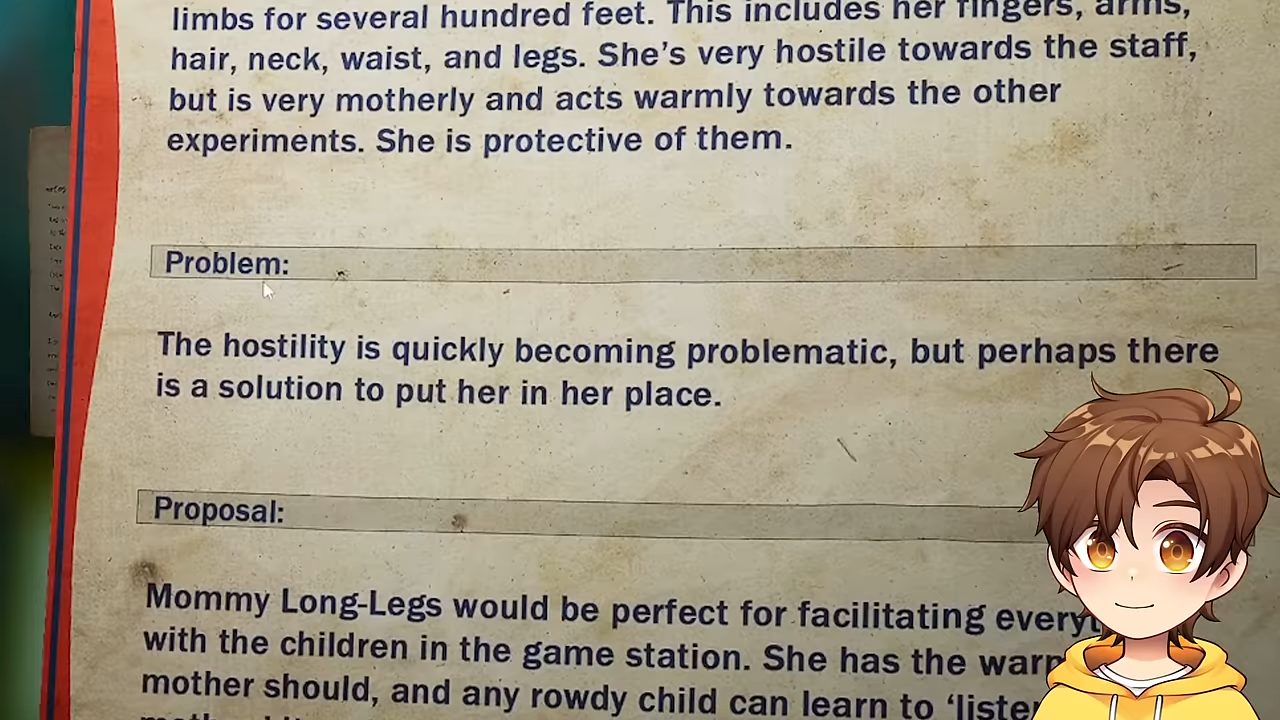 limbs for several hundred feet. This includes her fingers, arms,
hair, neck, waist, and legs. She's very hostile towards the staff,
but is very motherly and acts warmly towards the other
experiments. She is protective of them.
Problem:
The hostility is quickly becoming problematic, but perhaps there
is a solution to put her in her place.
Proposal:
Mommy Long-Legs would be perfect for facilitating
with the children in the game station. She has the
mother should, and any rowdy child can learn to